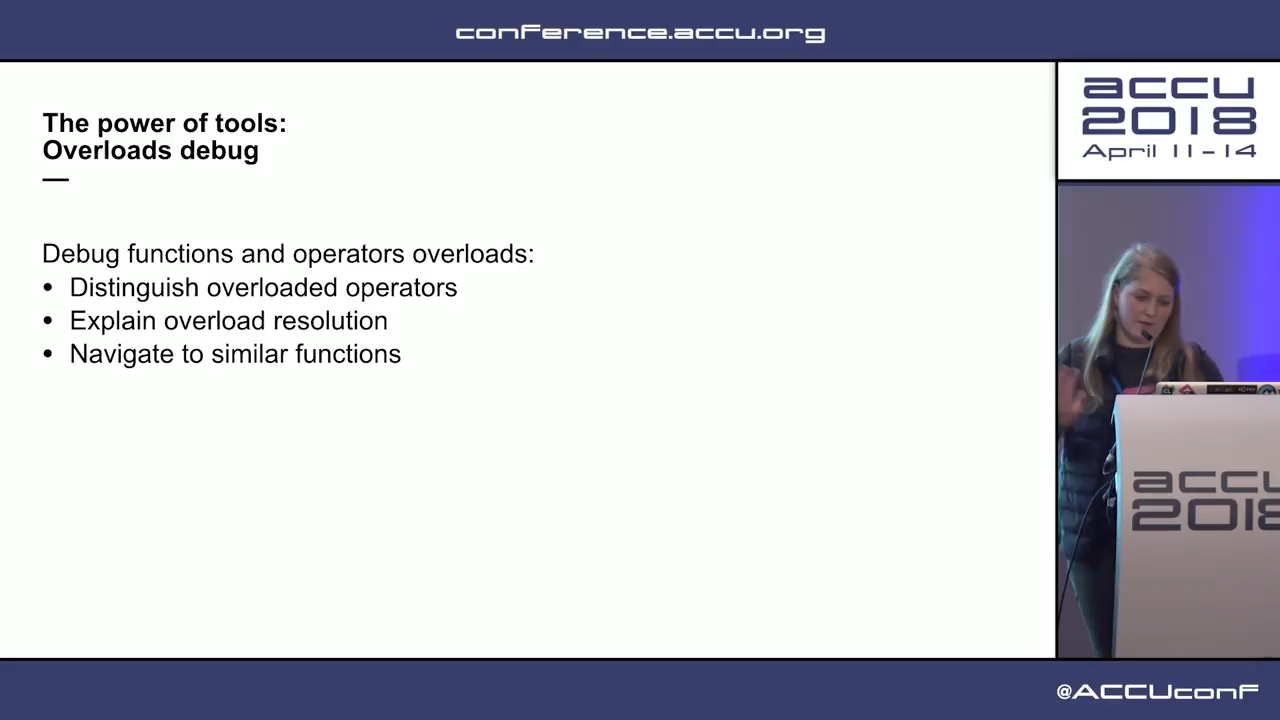 conference.accu.org
The power of tools:
Overloads debug
—
Debug functions and operators overloads:
• Distinguish overloaded operators
• Explain overload resolution
• Navigate to similar functions
accu
2018
April 11-14
accu
2018
@ACCUconf